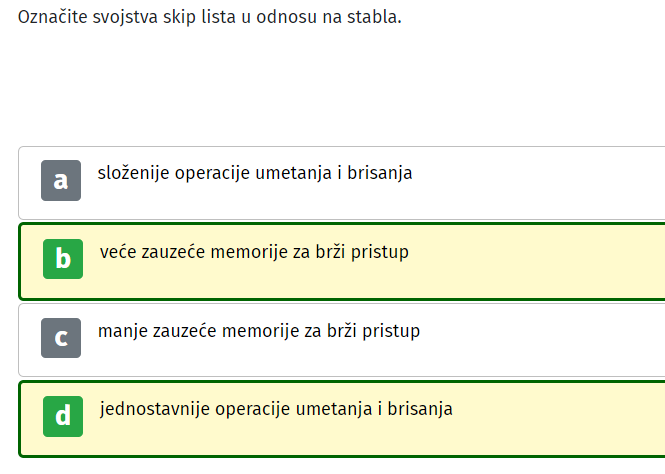 Označite svojstva skip lista u odnosu na stabla.
a složenije operacije umetanja i brisanja
b veće zauzeće memorije za brži pristup
c manje zauzeće memorije za brži pristup
d jednostavnije operacije umetanja i brisanja